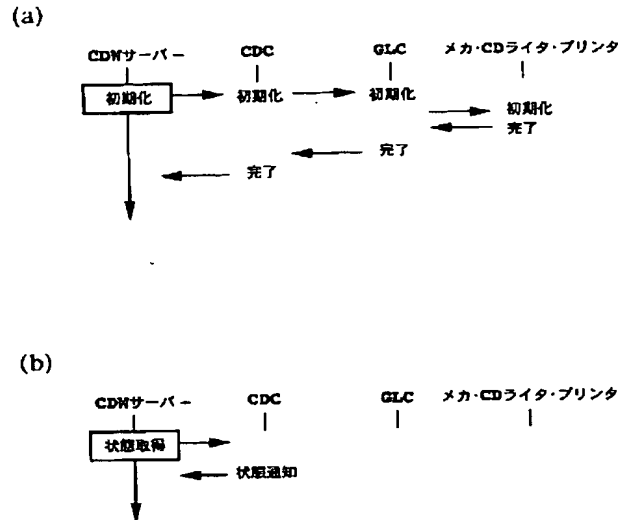 (a)
CDWサーバー CDC GLC メカ・CDライタ・プリンタ
初期化 初期化 初期化
初期化
完了
完了
完了
(b)
CDWサーバー CDC GLC メカ・CDライタ・プリンタ
状態取得
状態通知